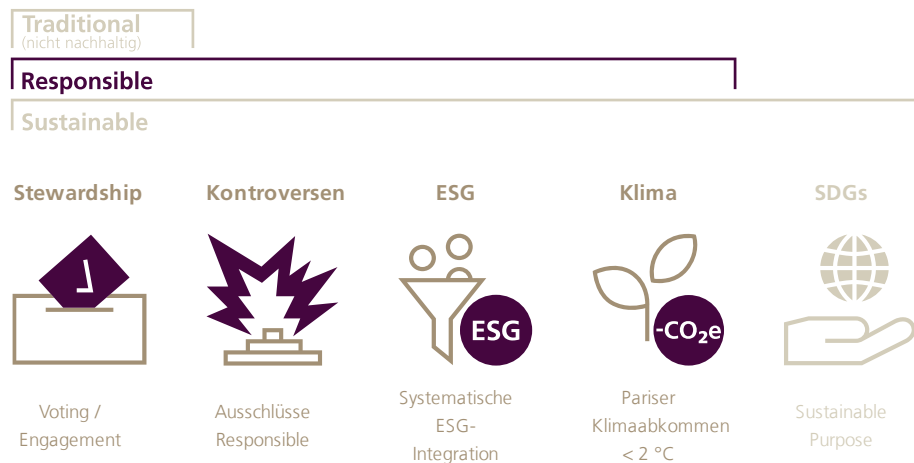 Traditional
(nicht nachhaltig)
Responsible
Sustainable
Stewardship
Kontroversen
ESG
Klima
SDGs
ESG
-CO₂e
Voting /
Engagement
Ausschlüsse
Responsible
Systematische
ESG-
Integration
Pariser
Klimaabkommen
< 2 °C
Sustainable
Purpose